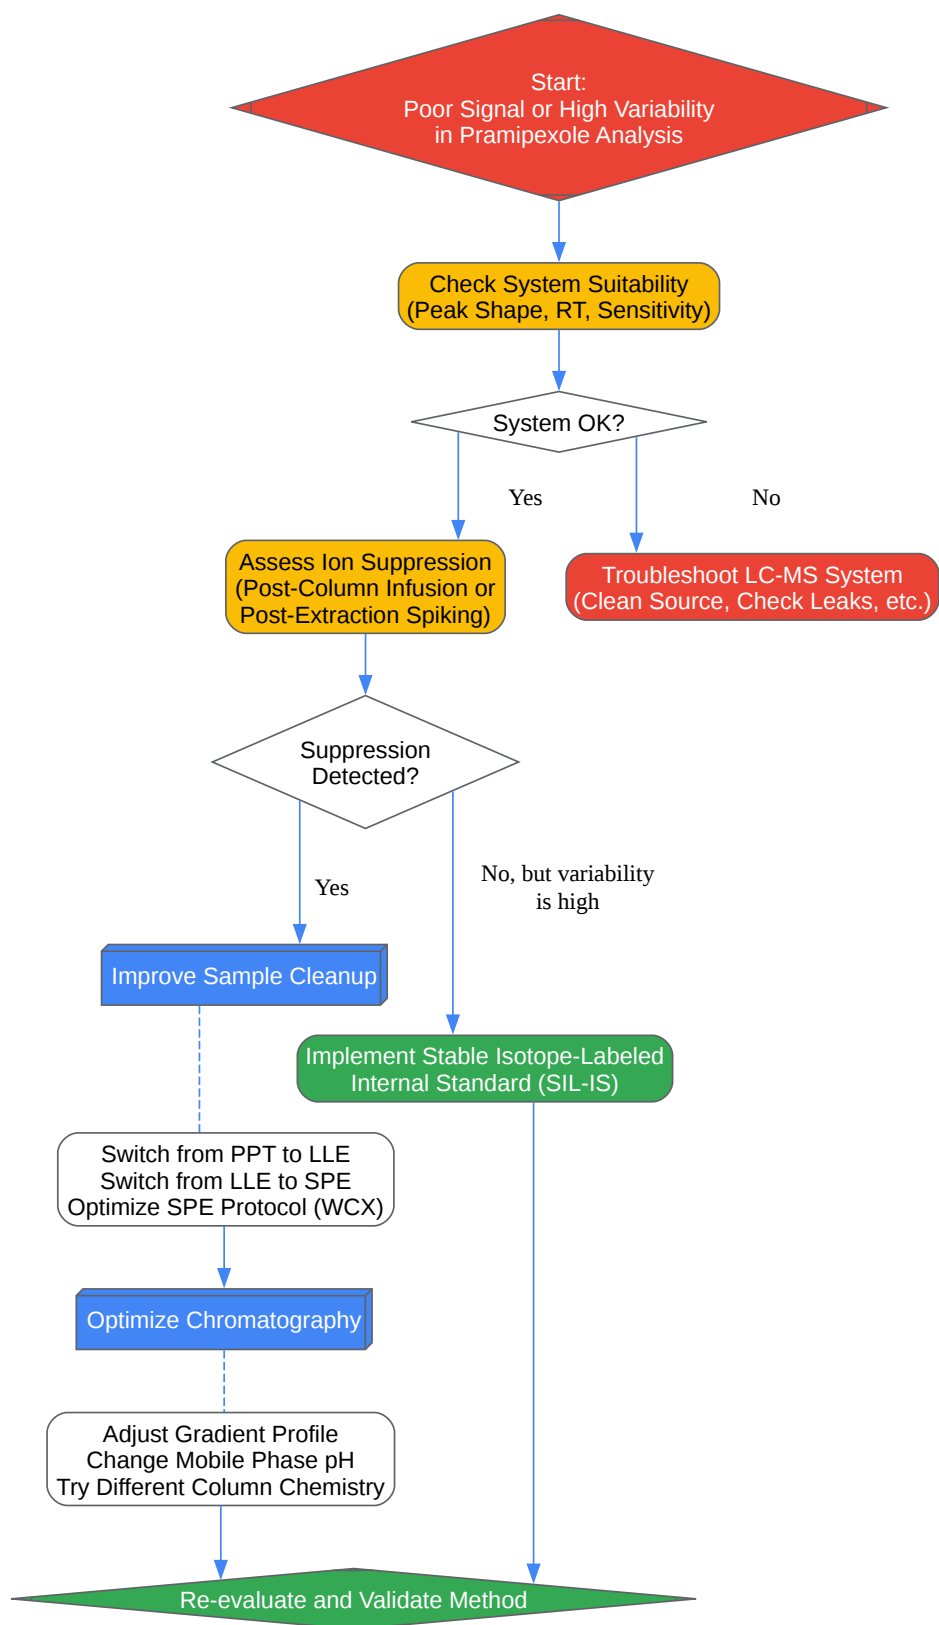 Start:
Poor Signal or High Variability
in Pramipexole Analysis
Check System Suitability
(Peak Shape, RT, Sensitivity)
System OK?
Yes
No
Assess Ion Suppression
(Post-Column Infusion or
Post-Extraction Spiking)
Troubleshoot LC-MS System
(Clean Source, Check Leaks, etc.)
Suppression
Detected?
Yes
No, but variability
is high
Improve Sample Cleanup
Implement Stable Isotope-Labeled
Internal Standard (SIL-IS)
Switch from PPT to LLE
Switch from LLE to SPE
Optimize SPE Protocol (WCX)
Optimize Chromatography
Adjust Gradient Profile
Change Mobile Phase pH
Try Different Column Chemistry
Re-evaluate and Validate Method